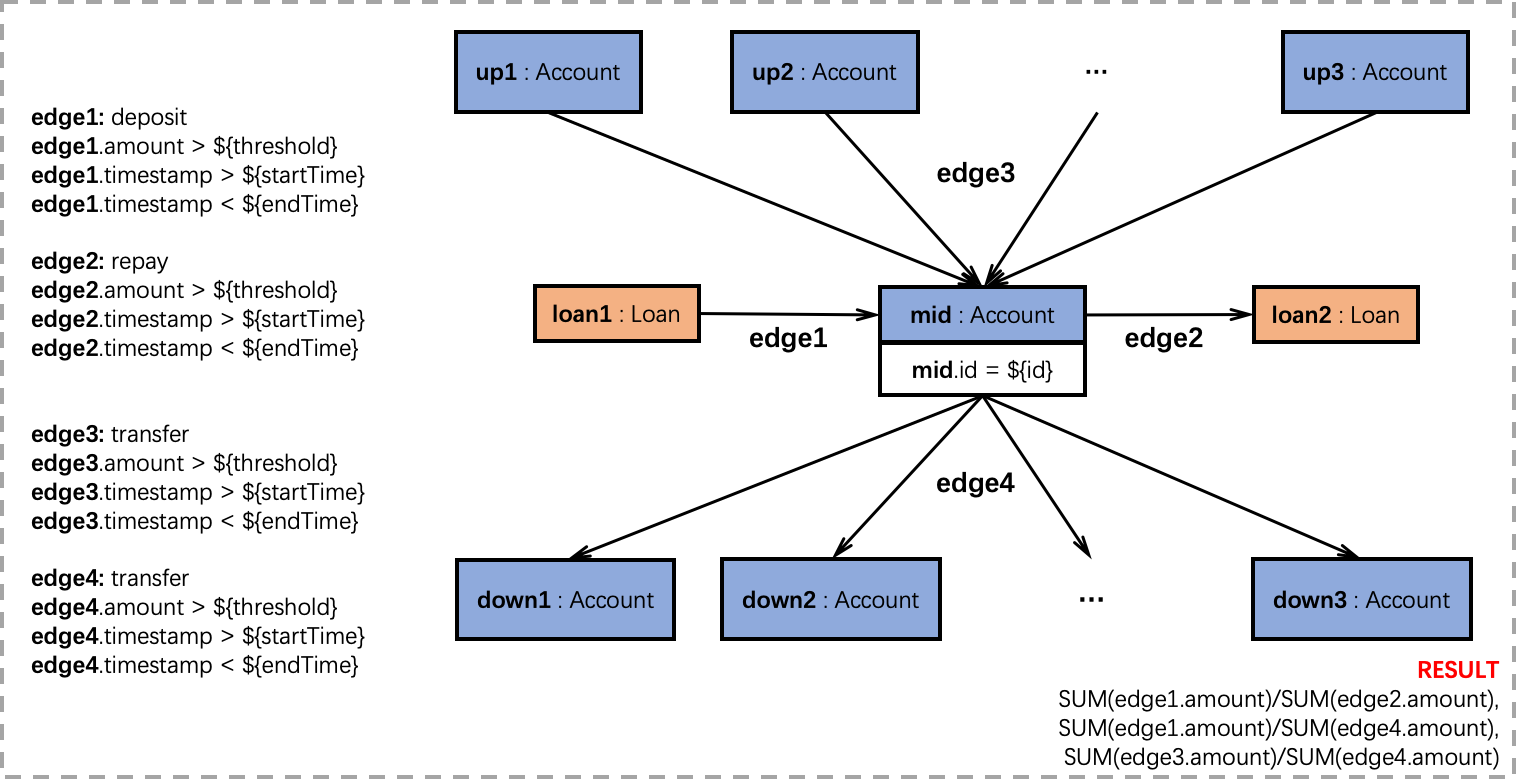 up1 : Account
up2 : Account
...
up3 : Account
edge1: deposit
edge1.amount > ${threshold}
edge1.timestamp > ${startTime}
edge1.timestamp < ${endTime}
edge2: repay
edge2.amount > ${threshold}
edge2.timestamp > ${startTime}
edge2.timestamp < ${endTime}
edge3: transfer
edge3.amount > ${threshold}
edge3.timestamp > ${startTime}
edge3.timestamp < ${endTime}
edge4: transfer
edge4.amount > ${threshold}
edge4.timestamp > ${startTime}
edge4.timestamp < ${endTime}
edge3
loan1 : Loan
edge1
mid : Account
mid.id = ${id}
edge2
loan2 : Loan
edge4
down1 : Account
down2 : Account
...
down3 : Account
RESULT
SUM(edge1.amount)/SUM(edge2.amount),
SUM(edge1.amount)/SUM(edge4.amount),
SUM(edge3.amount)/SUM(edge4.amount)